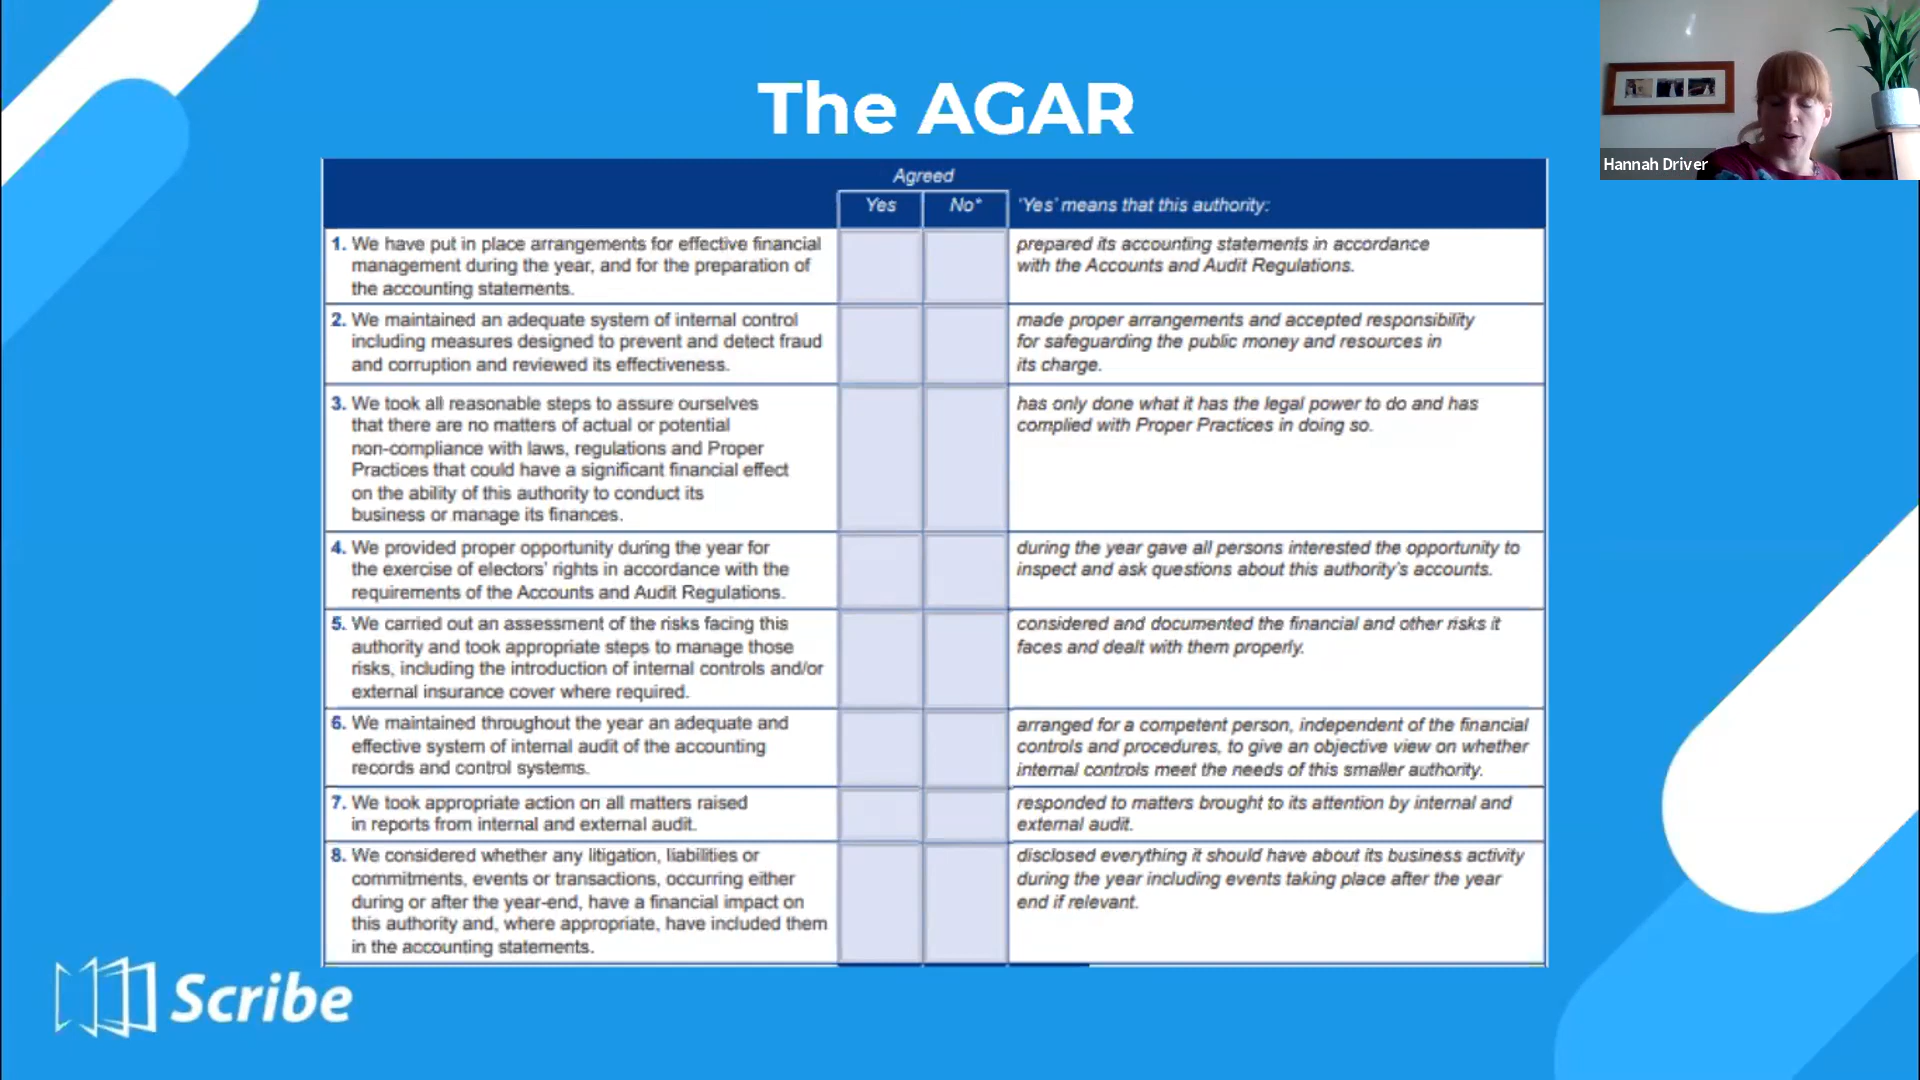 The AGAR
Hannah Driver
Agreed
Yes
No*
'Yes' means that this authority:
1. We have put in place arrangements for effective financial
management during the year, and for the preparation of
the accounting statements.
prepared its accounting statements in accordance
with the Accounts and Audit Regulations.
2. We maintained an adequate system of internal control
including measures designed to prevent and detect fraud
and corruption and reviewed its effectiveness.
made proper arrangements and accepted responsibility
for safeguarding the public money and resources in
its charge.
3. We took all reasonable steps to assure ourselves
that there are no matters of actual or potential
non-compliance with laws, regulations and Proper
Practices that could have a significant financial effect
on the ability of this authority to conduct its
business or manage its finances.
has only done what it has the legal power to do and has
complied with Proper Practices in doing so.
4. We provided proper opportunity during the year for
the exercise of electors' rights in accordance with the
requirements of the Accounts and Audit Regulations.
during the year gave all persons interested the opportunity to
inspect and ask questions about this authority's accounts.
5. We carried out an assessment of the risks facing this
authority and took appropriate steps to manage those
risks, including the introduction of internal controls and/or
external insurance cover where required.
considered and documented the financial and other risks it
faces and dealt with them properly.
6. We maintained throughout the year an adequate and
effective system of internal audit of the accounting
records and control systems.
arranged for a competent person, independent of the financial
controls and procedures, to give an objective view on whether
internal controls meet the needs of this smaller authority.
7. We took appropriate action on all matters raised
in reports from internal and external audit.
responded to matters brought to its attention by internal and
external audit.
8. We considered whether any litigation, liabilities or
commitments, events or transactions, occurring either
during or after the year-end, have a financial impact on
this authority and, where appropriate, have included them
in the accounting statements.
disclosed everything it should have about its business activity
during the year including events taking place after the year
end if relevant.
Scribe